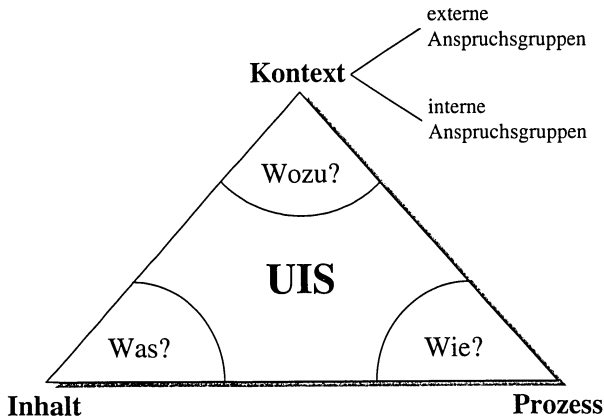 externe
Anspruchsgruppen
Kontext
interne
Anspruchsgruppen
Wozu?
UIS
Was?
Wie?
Inhalt
Prozess